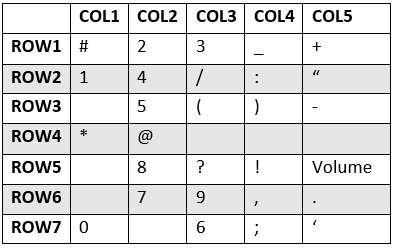 COL1 COL2 COL3 COL4 COL5
ROW1 # 2 3 _ +
ROW2 1 4 / : “
ROW3 5 ( ) -
ROW4 * @
ROW5 8 ? ! Volume
ROW6 7 9 , .
ROW7 0 6 ; ‘